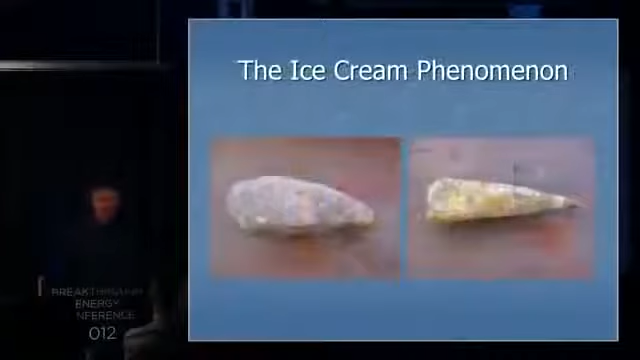 The Ice Cream Phenomenon
BREAKTHROUGH
ENERGY
NFERENCE
012